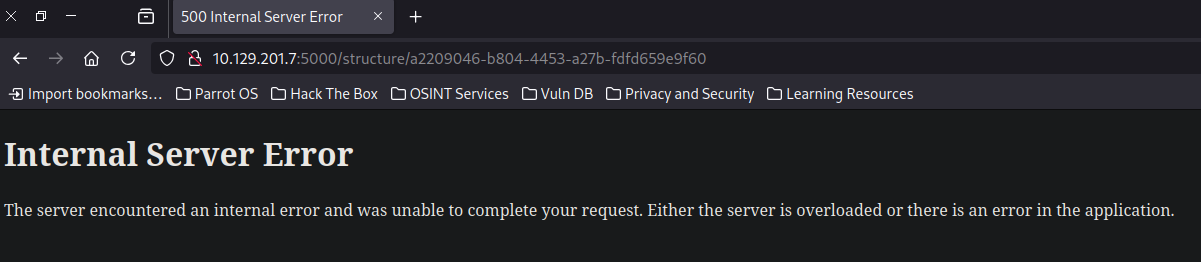 500 Internal Server Error
10.129.201.7:5000/structure/a2209046-b804-4453-a27b-fdfd659e9f60
Import bookmarks... Parrot OS Hack The Box OSINT Services Vuln DB Privacy and Security Learning Resources
Internal Server Error
The server encountered an internal error and was unable to complete your request. Either the server is overloaded or there is an error in the application.